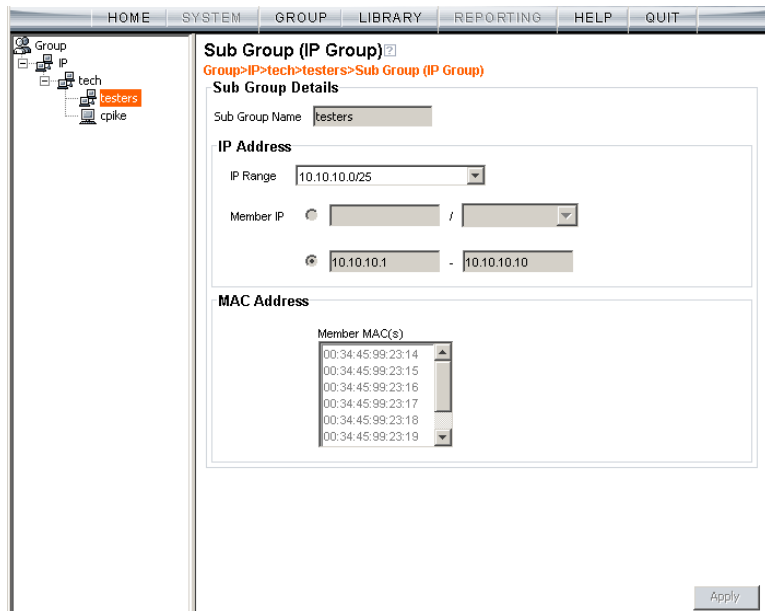 HOME SYSTEM GROUP LIBRARY REPORTING HELP QUIT
Group
IP
tech
testers
cpike
Sub Group (IP Group)?
Group>IP>tech>testers>Sub Group (IP Group)
Sub Group Details
Sub Group Name testers
IP Address
IP Range 10.10.10.0/25
Member IP /
10.10.10.1 - 10.10.10.10
MAC Address
Member MAC(s)
00:34:45:99:23:14
00:34:45:99:23:15
00:34:45:99:23:16
00:34:45:99:23:17
00:34:45:99:23:18
00:34:45:99:23:19
Apply